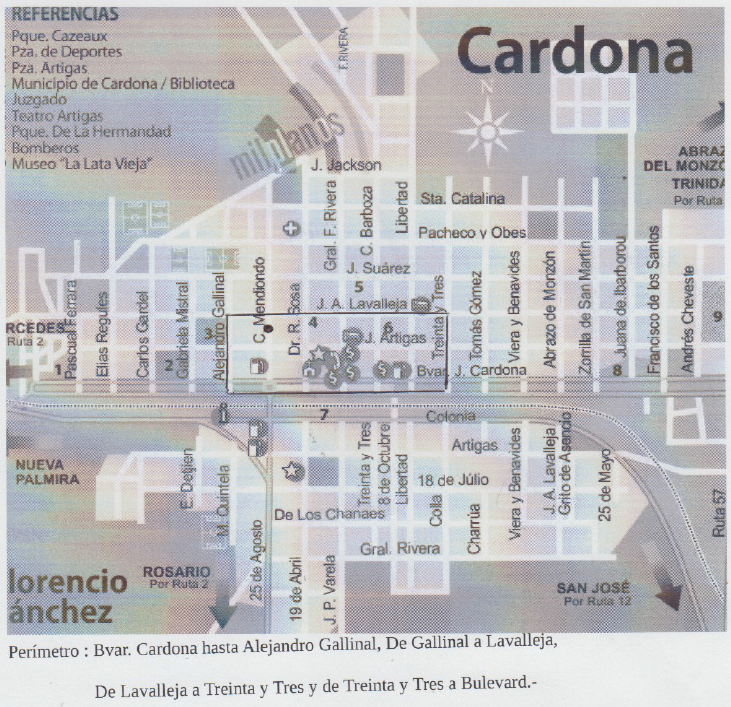 REFERENCIAS
Pque. Cazeaux
Pza. de Deportes
Pza. Artigas
Municipio de Cardona / Biblioteca
Juzgado
Teatro Artigas
Pque. De La Hermandad
Bomberos
Museo "La Lata Vieja"
F.RIVERA
Cardona
N
milplanos
J. Jackson
ABRAZ
DEL MONZÓ
TRINIDA
Por Ruta
Gral. F. Rivera
C. Barboza
Libertad
Sta. Catalina
Pacheco y Obes
J. Suárez
5
J. A. Lavalleja
RCEDES
Ruta 2
1
Pascual Ferrara
Elias Regules
Carlos Gardel
2
Gabriela Mistral
3
Alejandro Gallinal
C. Mendiondo
Dr. R. Sosa
4
6
J. Artigas
Treinta y Tres
Tomás Gómez
Viera y Benavides
Abrazo de Monzón
Zorrilla de San Martín
8
Juana de Ibarborou
Francisco de los Santos
Andrés Cheveste
9
Bvar. J. Cardona
7
Colonia
Artigas
NUEVA
PALMIRA
E. Detjien
M. Quintela
25 de Agosto
Treinta y Tres
8 de Octubre
Libertad
18 de Júlio
Colla
Charrúa
Viera y Benavides
J. A. Lavalleja
Grito de Asencio
25 de Mayo
Ruta 57
De Los Chanaes
Gral. Rivera
19 de Abril
J. P. Varela
lorencio
ánchez
ROSARIO
Por Ruta 2
SAN JOSÉ
Por Ruta 12
Perímetro : Bvar. Cardona hasta Alejandro Gallinal, De Gallinal a Lavalleja,
De Lavalleja a Treinta y Tres y de Treinta y Tres a Bulevard.-